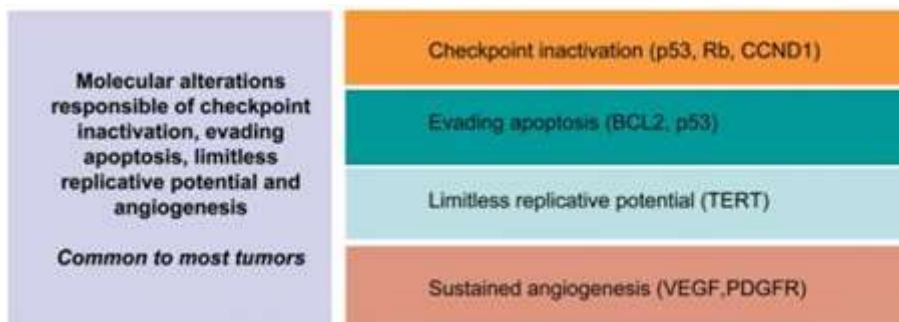 Molecular alterations
responsible of checkpoint
inactivation, evading
apoptosis, limitless
replicative potential and
angiogenesis
Common to most tumors
Checkpoint inactivation (p53, Rb, CCND1)
Evading apoptosis (BCL2, p53)
Limitless replicative potential (TERT)
Sustained angiogenesis (VEGF,PDGFR)